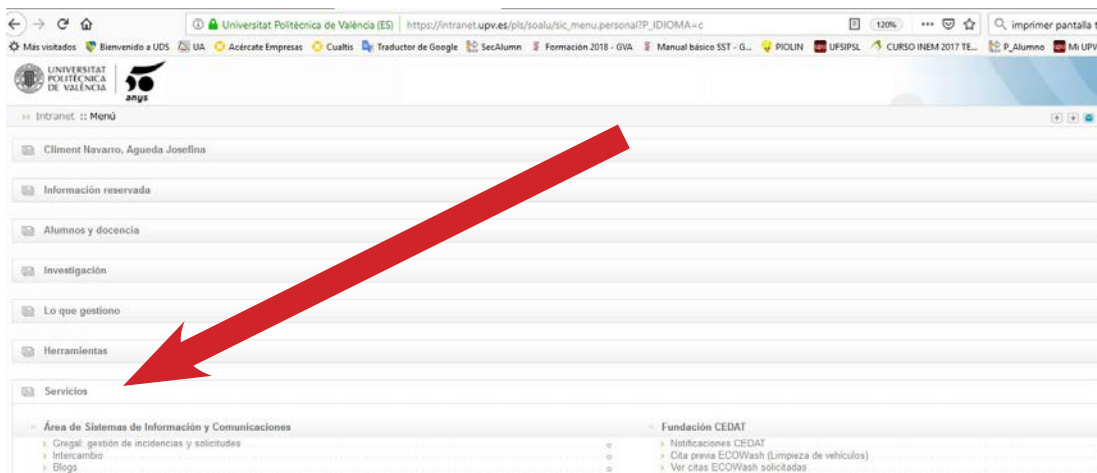 Universitat Politècnica de València (ES) https://intranet.upv.es/pls/soalu/sic_menu.personal?P_IDIOMA=c 120% imprimer pantalla t
Más visitados Bienvenido a UDS UA Acércate Empresas Cualtis Traductor de Google SecAlumn Formación 2018 - GVA Manual básico SST - G... PIOLIN UFSIPSL CURSO INEM 2017 TE... P_Alumno Mi UPV
UNIVERSITAT
POLITÈCNICA
DE VALÈNCIA
50
anys
Intranet :: Menú
Climent Navarro, Agueda Josefina
Información reservada
Alumnos y docencia
Investigación
Lo que gestiono
Herramientas
Servicios
Área de Sistemas de Información y Comunicaciones
Gregal: gestión de incidencias y solicitudes
Intercambio
Blogs
Fundación CEDAT
Notificaciones CEDAT
Cita previa ECOWash (Limpieza de vehículos)
Ver citas ECOWash solicitadas